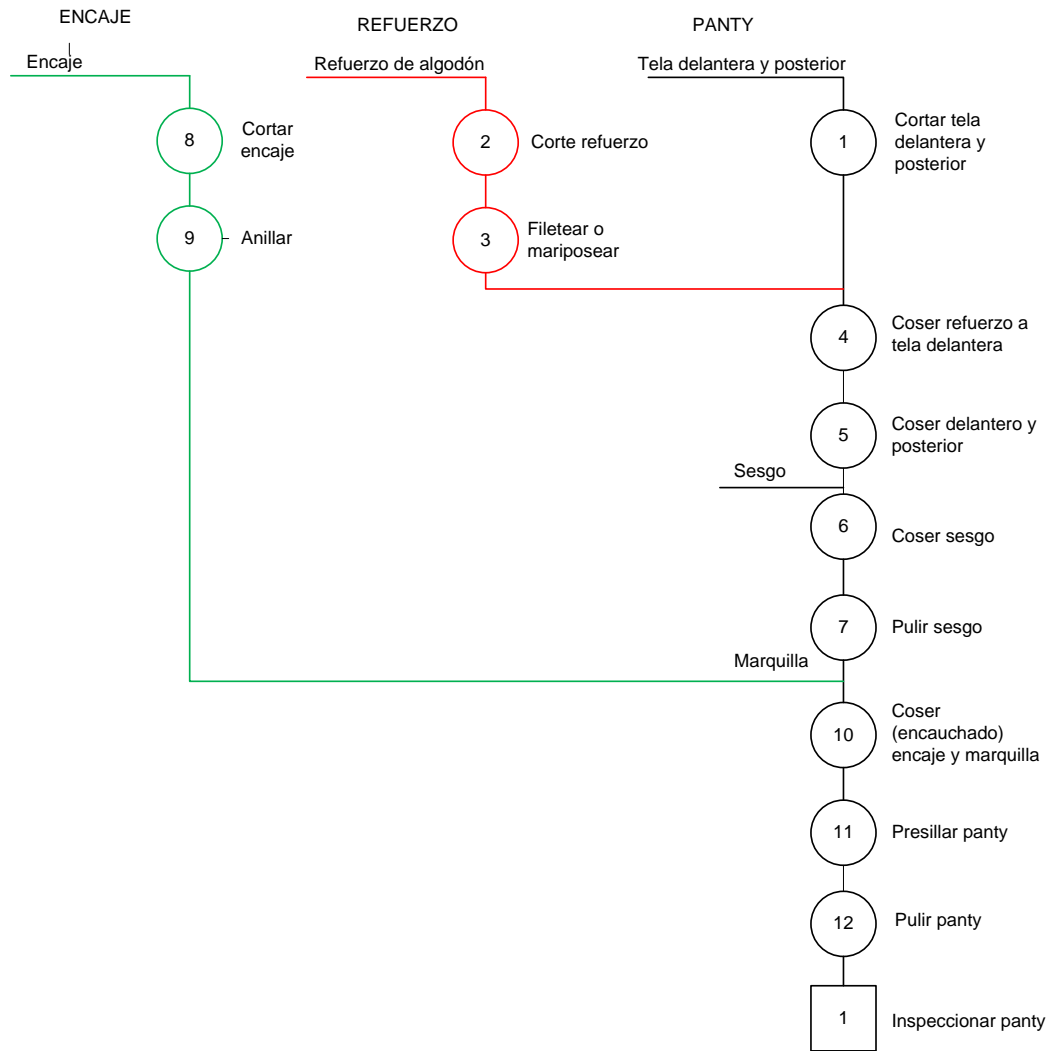 ENCAJE
REFUERZO
PANTY
Encaje
Refuerzo de algodón
Tela delantera y posterior
8
Cortar
encaje
2
Corte refuerzo
1
Cortar tela
delantera y
posterior
9
Anillar
3
Filetear o
mariposear
4
Coser refuerzo a
tela delantera
5
Coser delantero y
posterior
Sesgo
6
Coser sesgo
7
Pulir sesgo
Marquilla
10
Coser
(encauchado)
encaje y marquilla
11
Presillar panty
12
Pulir panty
1
Inspeccionar panty